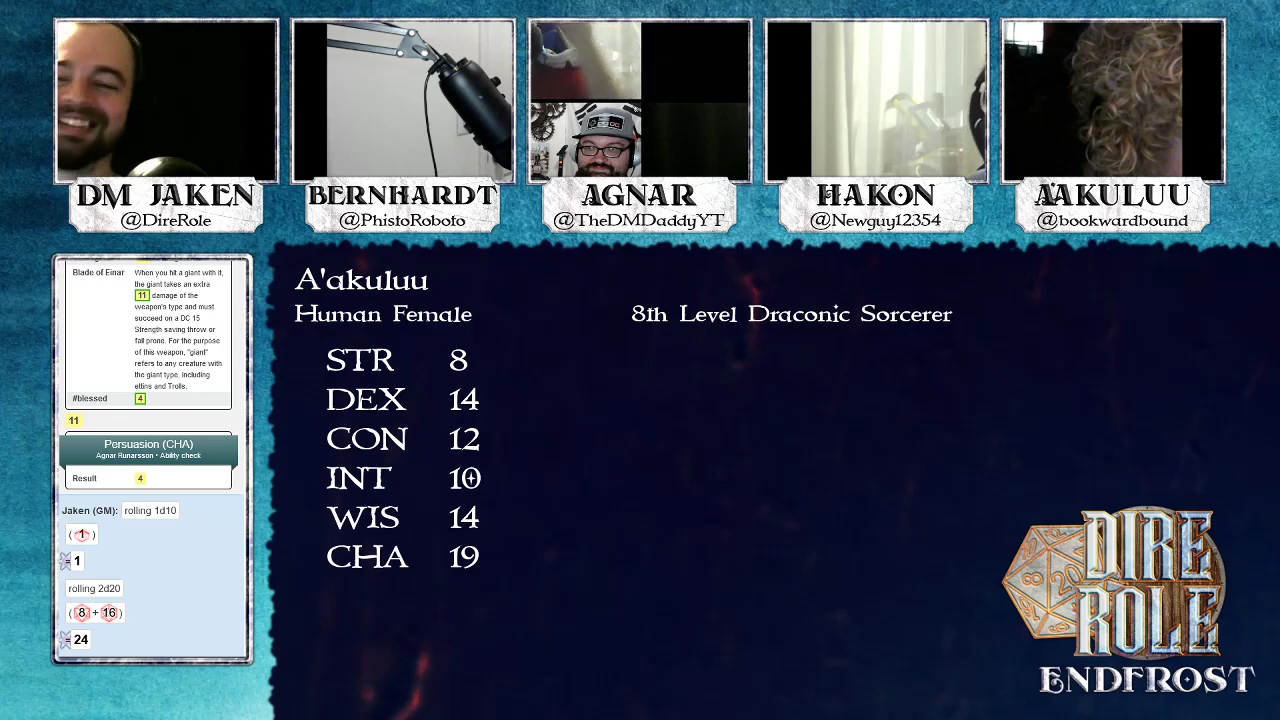 DM JAKEN
@DireRole
BERNHARDT
@PhistoRobofo
AGNAR
@TheDMDaddyYT
HAKON
@Newguy12354
A'AKULUU
@bookwardbound
Blade of Einar
When you hit a giant with it,
the giant takes an extra
11 damage of the
weapon's type and must
succeed on a DC 15
Strength saving throw or
fall prone. For the purpose
of this weapon, "giant"
refers to any creature with
the giant type, including
ettins and Trolls.
#blessed 4
11
Persuasion (CHA)
Agnar Runarsson • Ability check
Result 4
Jaken (GM): rolling 1d10
(1)
=1
rolling 2d20
(8+16)
=24
A'akuluu
Human Female 8th Level Draconic Sorcerer
STR 8
DEX 14
CON 12
INT 10
WIS 14
CHA 19
8 20
DIRE
ROLE
ENDFROST